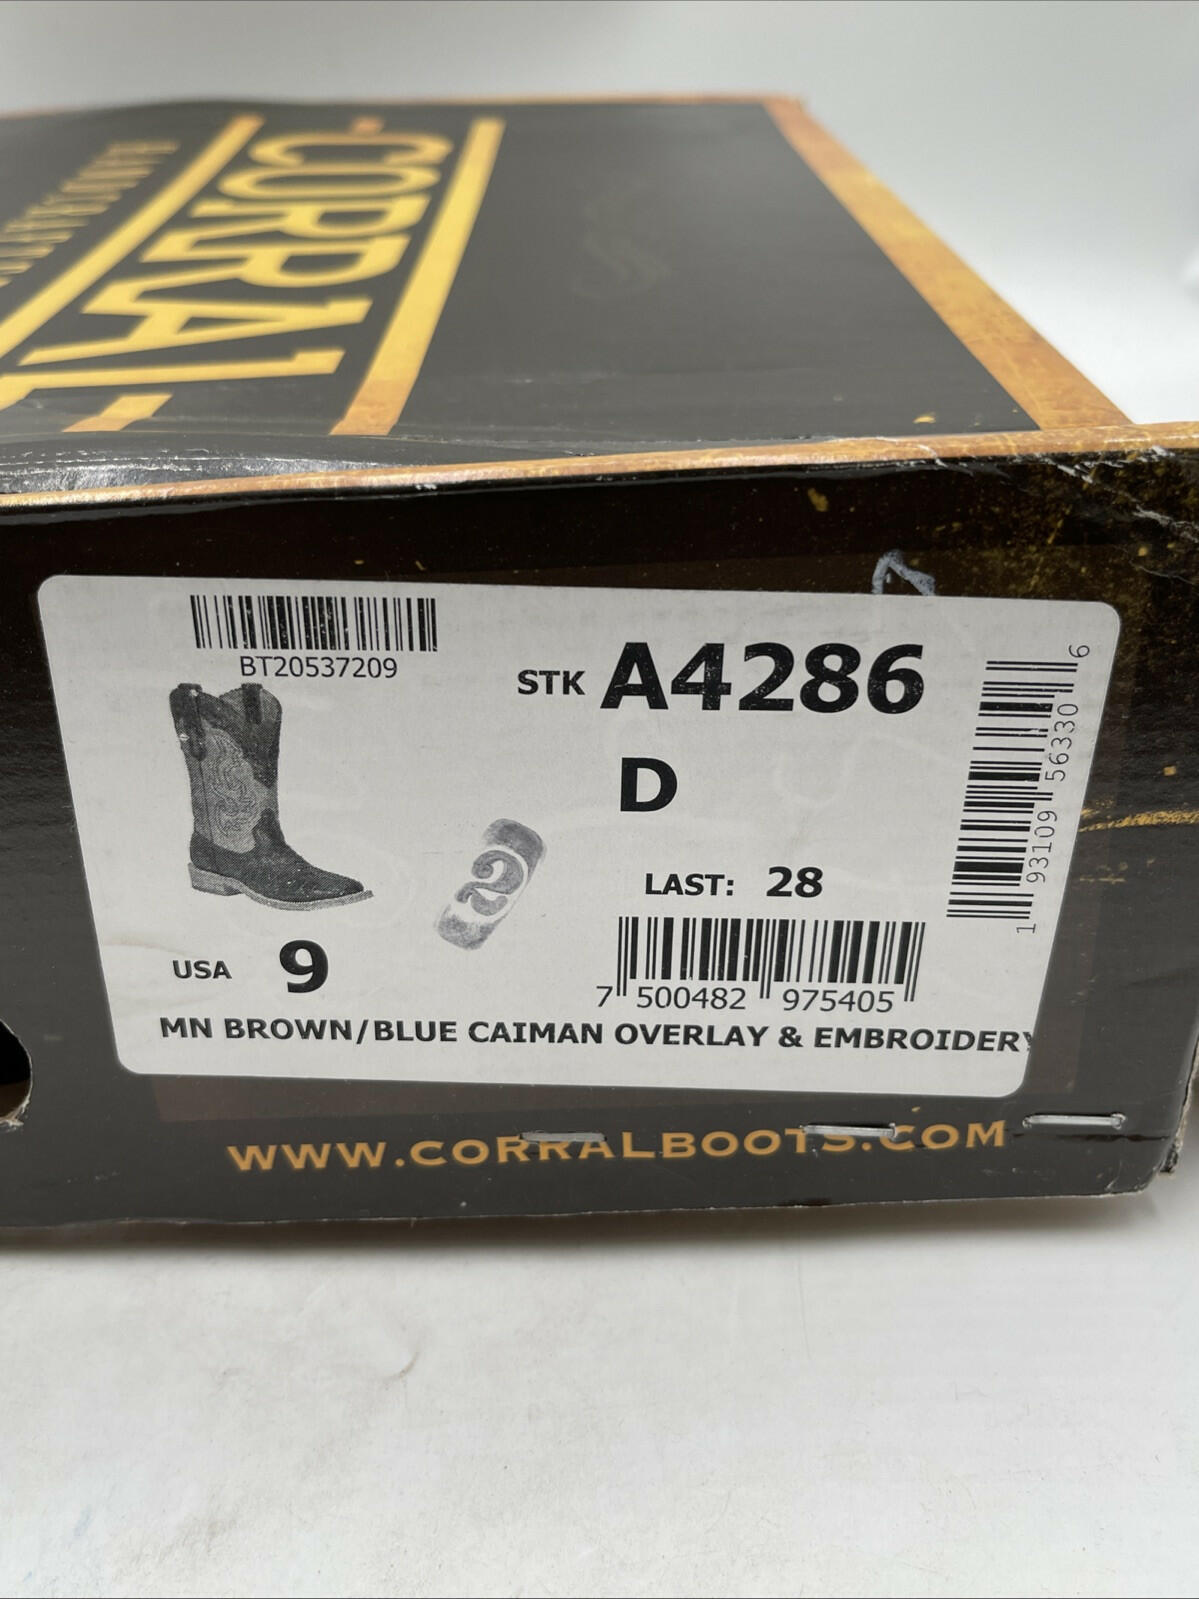 CORRAL
BT20537209
STK A4286
D
LAST: 28
2
USA 9
7 500482 975405
1 93109 56330 6
MN BROWN/BLUE CAIMAN OVERLAY & EMBROIDERY
WWW.CORRALBOOTS.COM